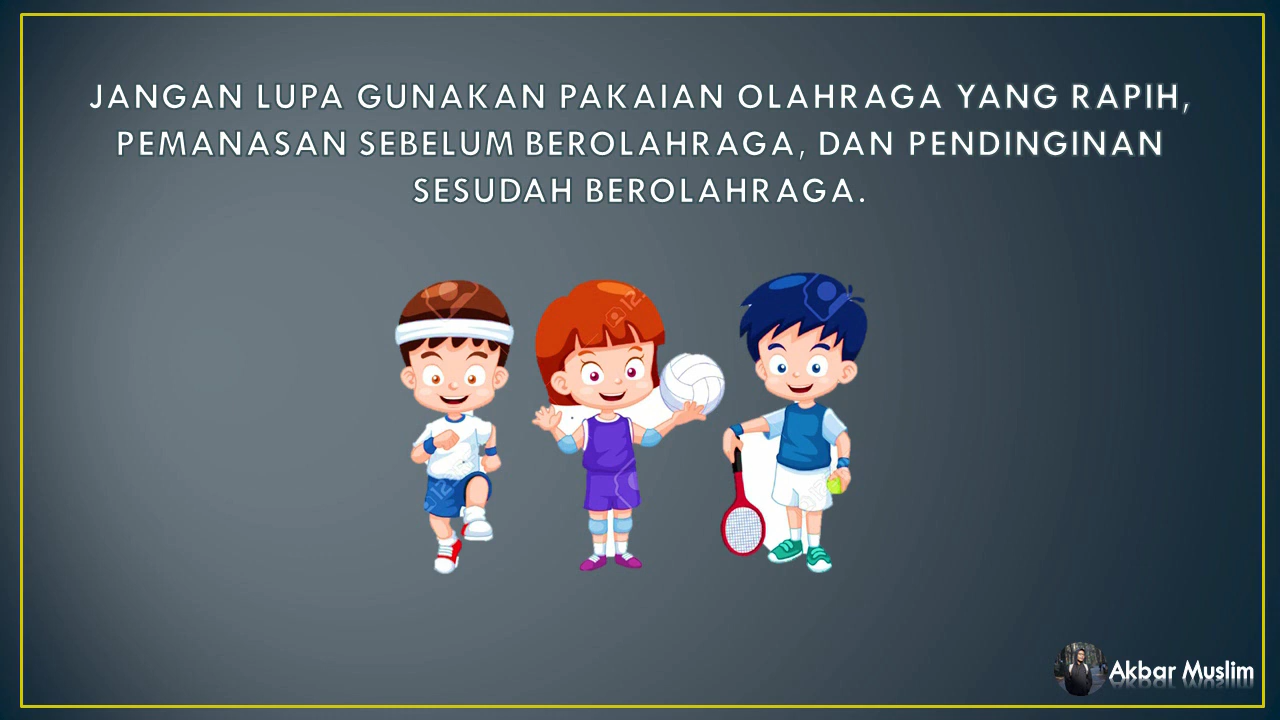 JANGAN LUPA GUNAKAN PAKAIAN OLAHRAGA YANG RAPIH,
PEMANASAN SEBELUM BEROLAHRAGA, DAN PENDINGINAN
SESUDAH BEROLAHRAGA.
Akbar Muslim